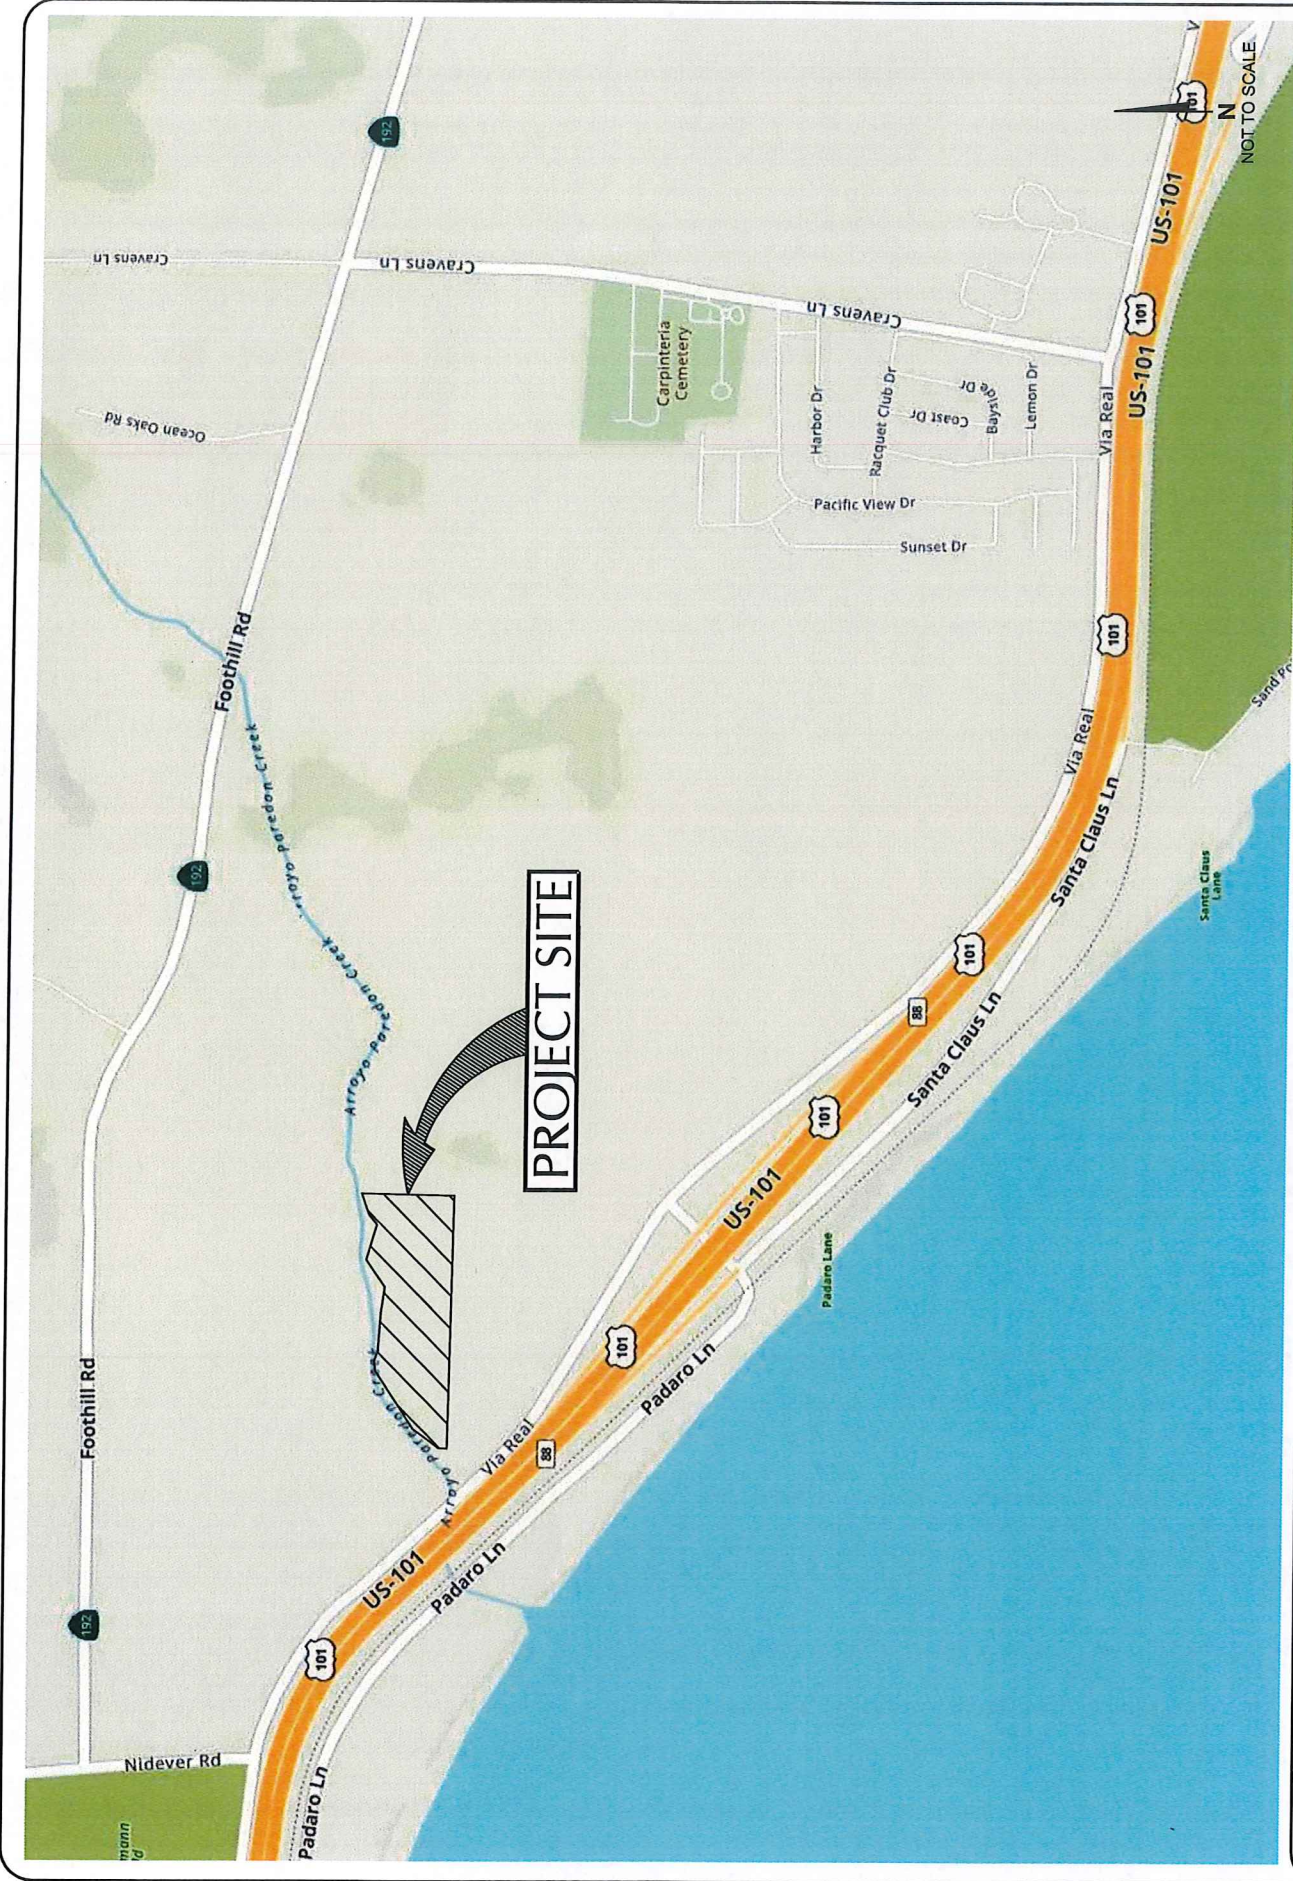 192
Foothill Rd
Cravens Ln
Nidever Rd
Ocean Oaks Rd
192
Foothill Rd
Arroyo Paredon Creek
'rroyo Paredon Creek
Arroyo Paredon Creek
Arroyo Paredon Creek
192
Cravens Ln
Padaro Ln
101
US-101
Padaro Ln
Via Real
88
PROJECT SITE
101
Padaro Ln
Carpinteria
Cemetery
US-101
101
Padaro Lane
Harbor Dr
Pacific View Dr
Racquet Club Dr
Sunset Dr
Coast Dr
Bayside Dr
Lemon Dr
Cravens Ln
88
Santa Claus Ln
101
Santa Claus Ln
Via Real
101
Via Real
US-101
101
US-101
101
V
Santa Claus
Lane
N
NOT TO SCALE